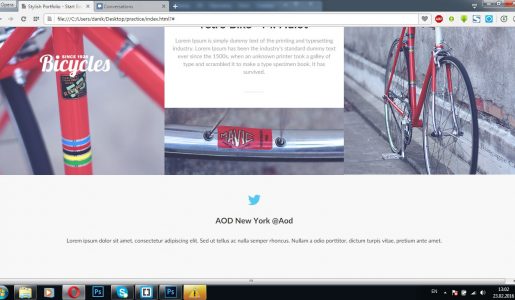 Opera
Stylish Portfolio - Start B
Conversations
file:///C:/Users/danik/Desktop/practice/index.html#
SINCE 1928
Bicycles
Lorem Ipsum is simply dummy text of the printing and typesetting
industry. Lorem Ipsum has been the industry's standard dummy text
ever since the 1500s, when an unknown printer took a galley of
type and scrambled it to make a type specimen book. It has
survived.
MAVIC
AOD New York @Aod
Lorem ipsum dolor sit amet, consectetur adipiscing elit. Sed ut tellus ac nulla semper rhoncus. Nullam a odio porttitor, dictum turpis vitae, pretium ante amet.
EN
13:02
23.02.2016